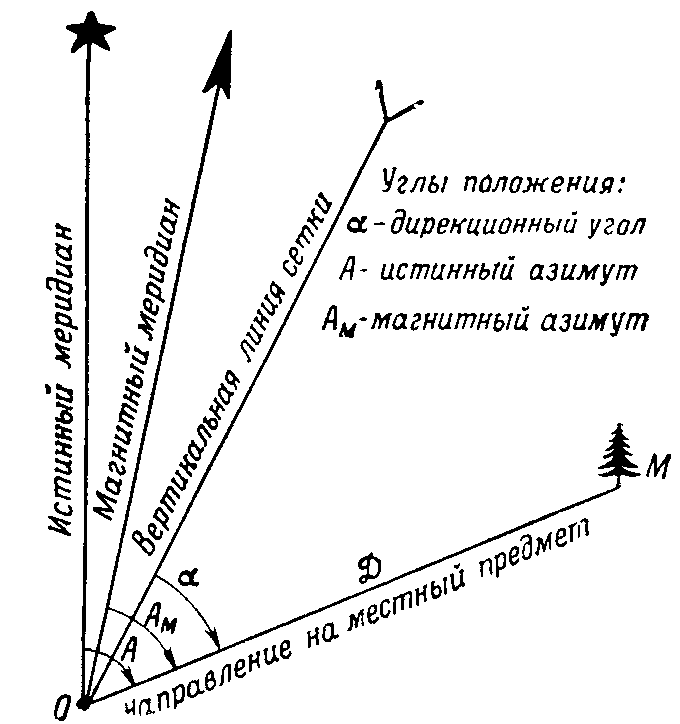 Истинный меридиан
Магнитный меридиан
Вертикальная линия сетки
Углы положения:
α-дирекционный угол
А- истинный азимут
Ам-магнитный азимут
М
Д
направление на местный предмет
α
Ам
А
О